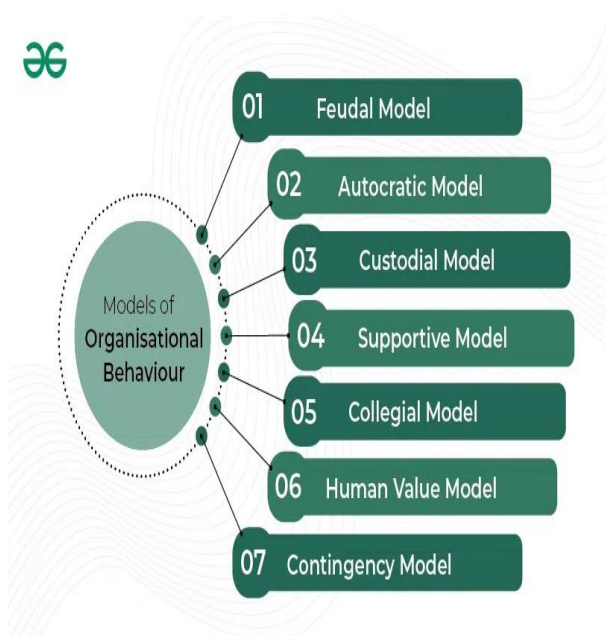 01 Feudal Model
02 Autocratic Model
03 Custodial Model
Models of
Organisational
Behaviour
04 Supportive Model
05 Collegial Model
06 Human Value Model
07 Contingency Model